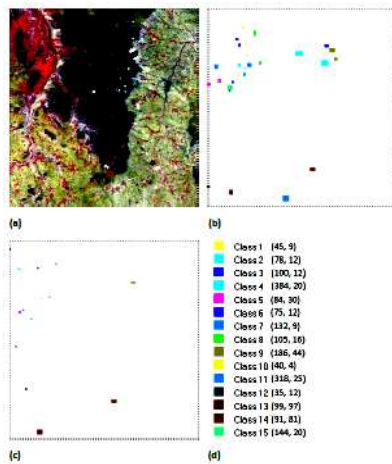 (a)
(b)
Class 1 (45, 9)
Class 2 (78, 12)
Class 3 (100, 12)
Class 4 (384, 20)
Class 5 (84, 30)
Class 6 (75, 12)
Class 7 (132, 9)
Class 8 (105, 16)
Class 9 (186, 44)
Class 10 (40, 4)
Class 11 (318, 25)
Class 12 (35, 12)
Class 13 (99, 97)
Class 14 (91, 81)
Class 15 (144, 20)
(c)
(d)